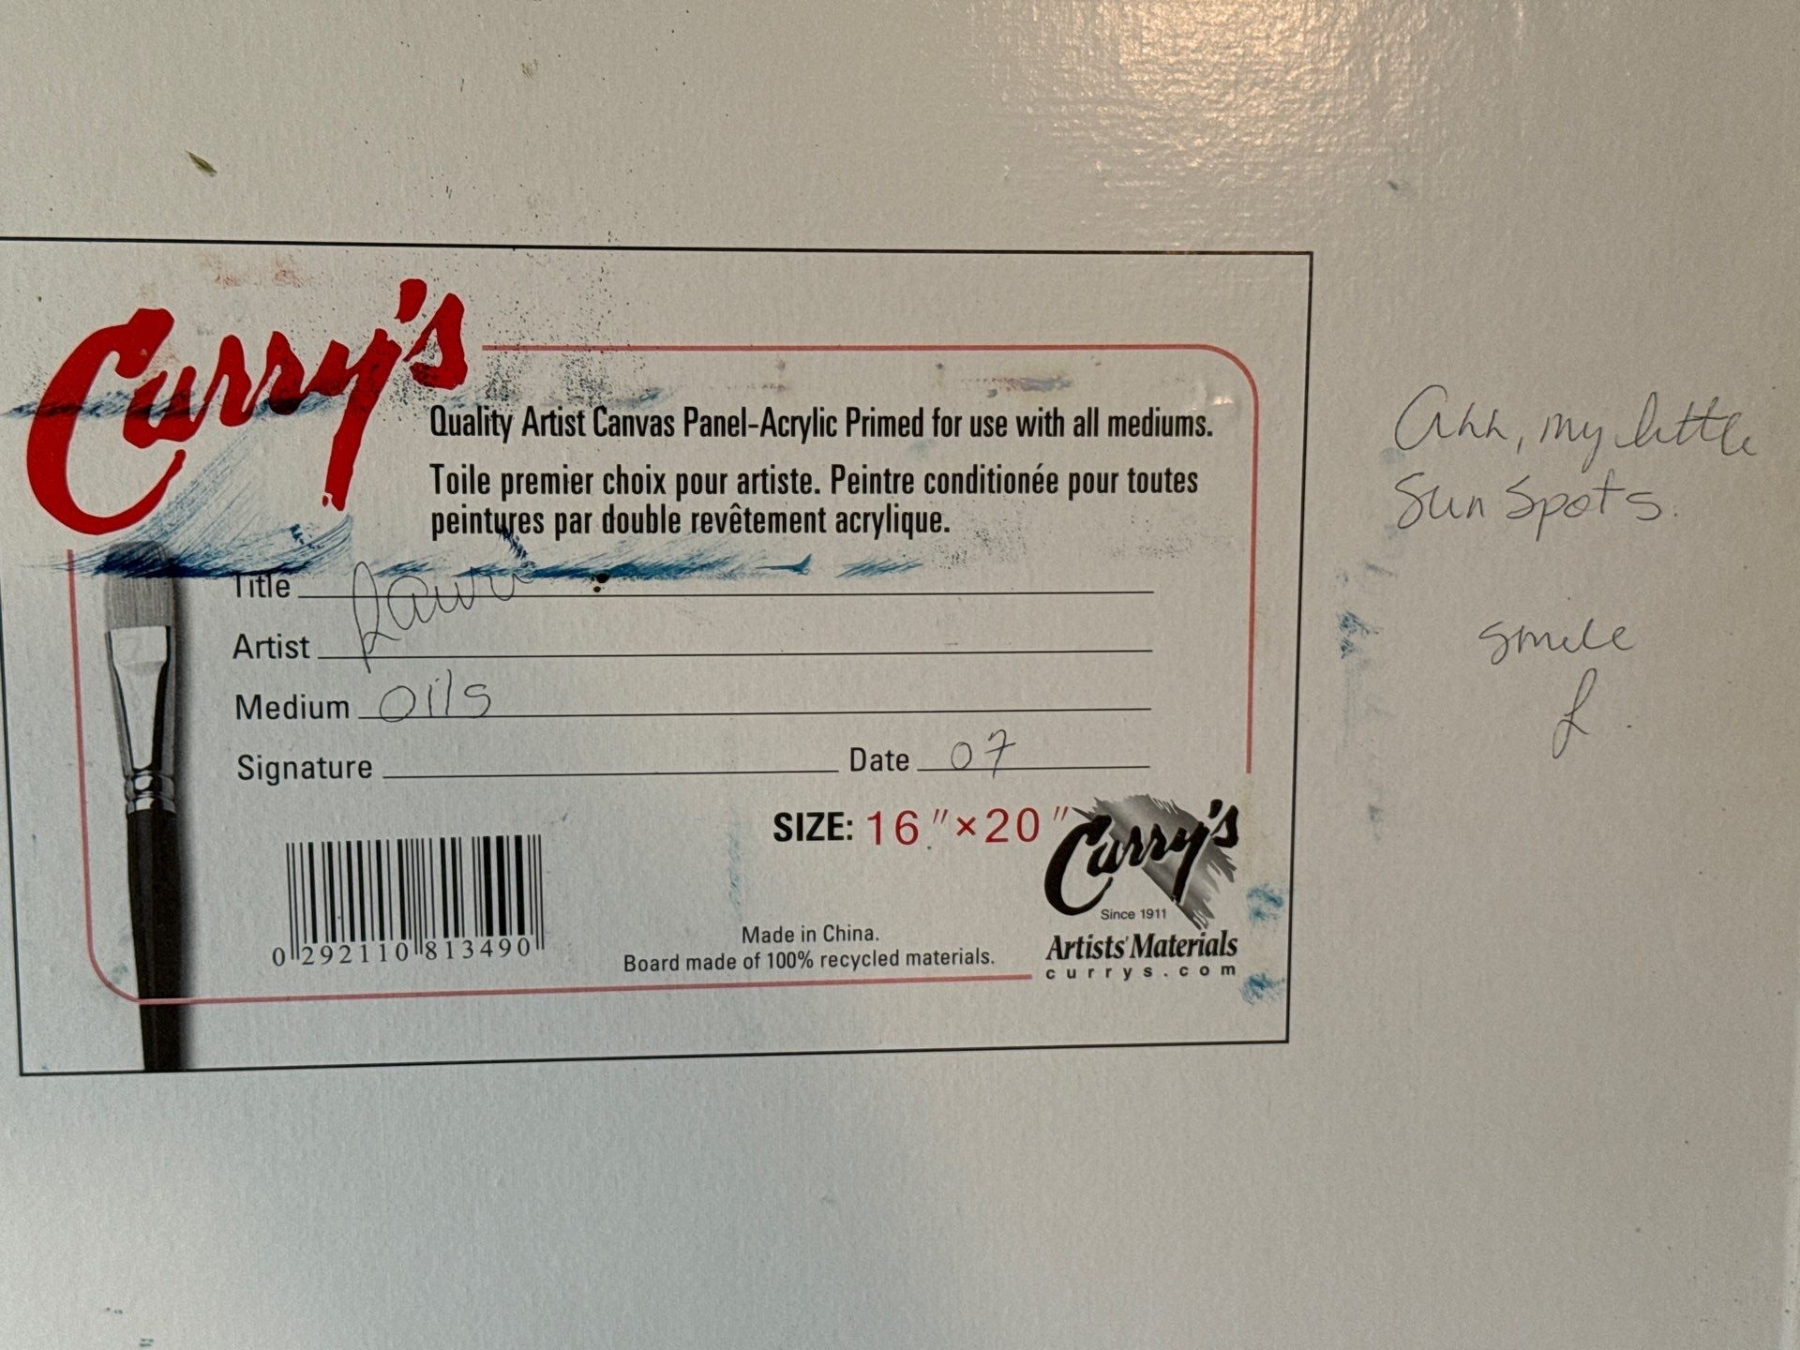 Curry's
Quality Artist Canvas Panel-Acrylic Primed for use with all mediums.
Toile premier choix pour artiste. Peintre conditionée pour toutes
peintures par double revêtement acrylique.
Title
Artist
Medium oils
Signature Date 07
SIZE: 16"×20"
0 292110 813490
Made in China.
Board made of 100% recycled materials.
Curry's
Since 1911
Artists' Materials
currys.com
Ahh, my little
Sun Spots.
smile
L.